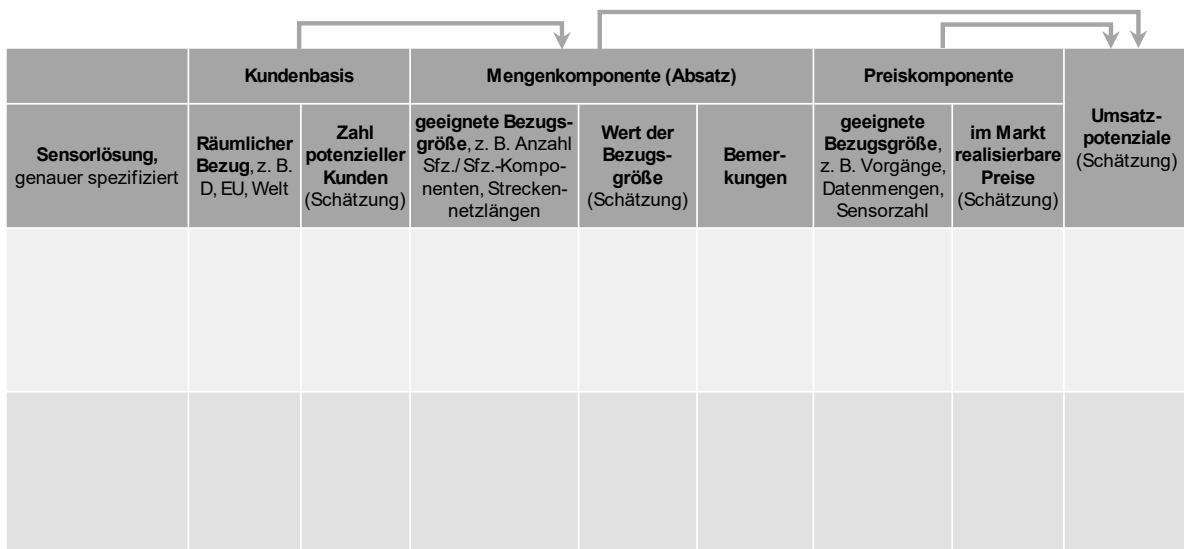 Kundenbasis
Mengenkomponente (Absatz)
Preiskomponente
Sensorlösung,
genauer spezifiziert
Räumlicher
Bezug, z. B.
D, EU, Welt
Zahl
potenzieller
Kunden
(Schätzung)
geeignete Bezugs-
größe, z. B. Anzahl
Sfz./ Sfz.-Kompo-
nenten, Strecken-
netzlängen
Wert der
Bezugs-
größe
(Schätzung)
Bemer-
kungen
geeignete
Bezugsgröße,
z. B. Vorgänge,
Datenmengen,
Sensorzahl
im Markt
realisierbare
Preise
(Schätzung)
Umsatz-
potenziale
(Schätzung)